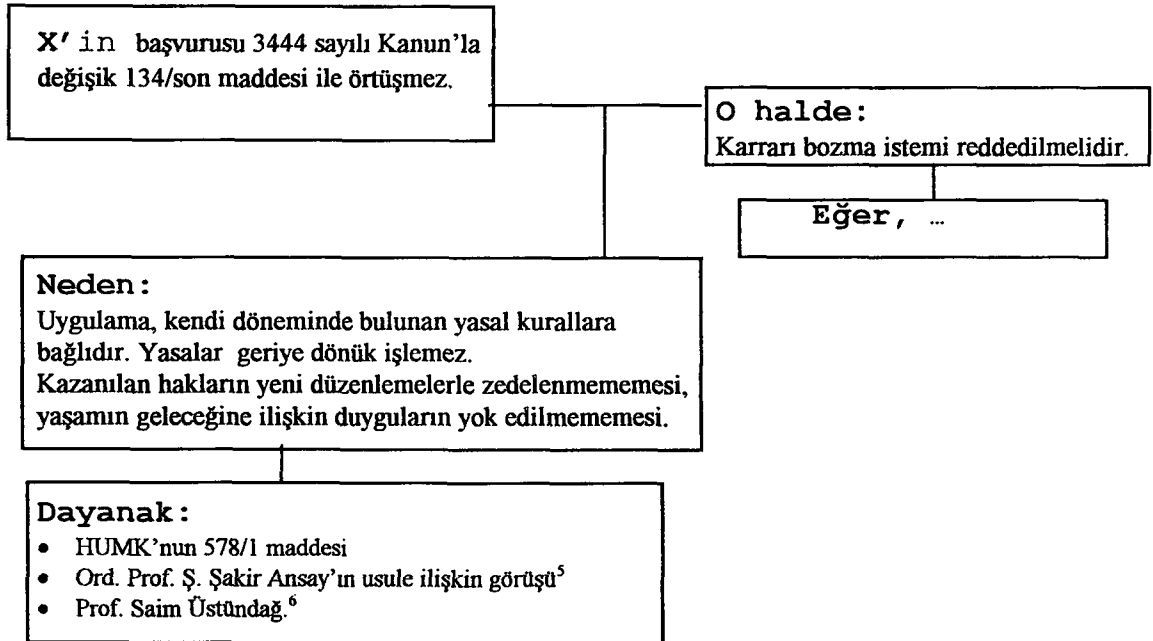 X'in başvurusu 3444 sayılı Kanun'la
değişik 134/son maddesi ile örtüşmez.
O halde:
Karrarı bozma istemi reddedilmelidir.
Eğer, …
Neden:
Uygulama, kendi döneminde bulunan yasal kurallara
bağlıdır. Yasalar geriye dönük işlemez.
Kazanılan hakların yeni düzenlemelerle zedelenmememesi,
yaşamın geleceğine ilişkin duyguların yok edilmememesi.
Dayanak:
• HUMK'nun 578/1 maddesi
• Ord. Prof. Ş. Şakir Ansay'ın usule ilişkin görüşü⁵
• Prof. Saim Üstündağ.⁶